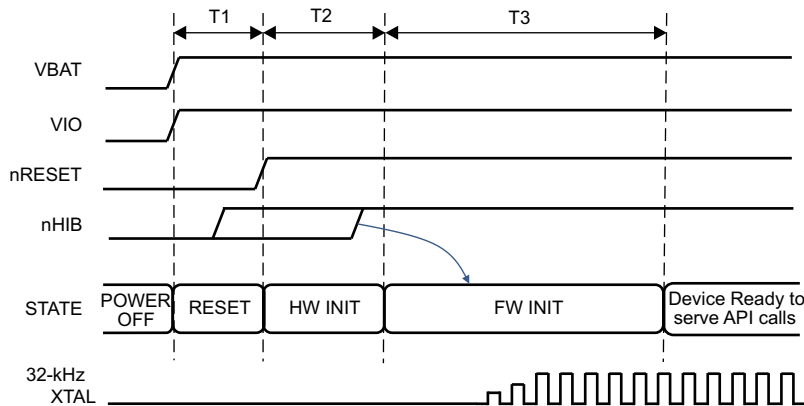 T1 T2 T3
VBAT
VIO
nRESET
nHIB
STATE
POWER
OFF
RESET
HW INIT
FW INIT
Device Ready to
serve API calls
32-kHz
XTAL